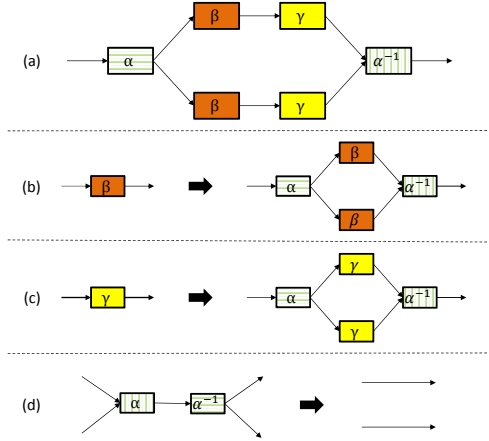 β γ
(a) α α⁻¹
β γ
β
(b) β α α⁻¹
β
γ
(c) γ α α⁻¹
γ
(d) α α⁻¹